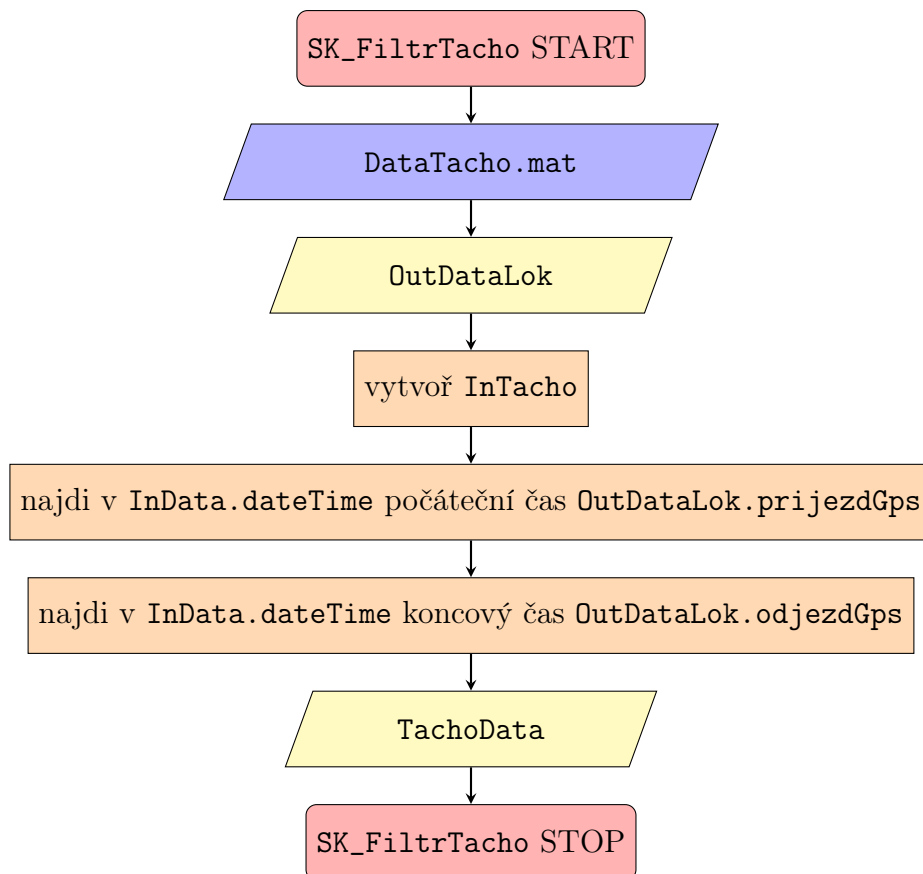 SK_FiltrTacho START
DataTacho.mat
OutDataLok
vytvoř InTacho
najdi v InData.dateTime počáteční čas OutDataLok.prijezdGps
najdi v InData.dateTime koncový čas OutDataLok.odjezdGps
TachoData
SK_FiltrTacho STOP